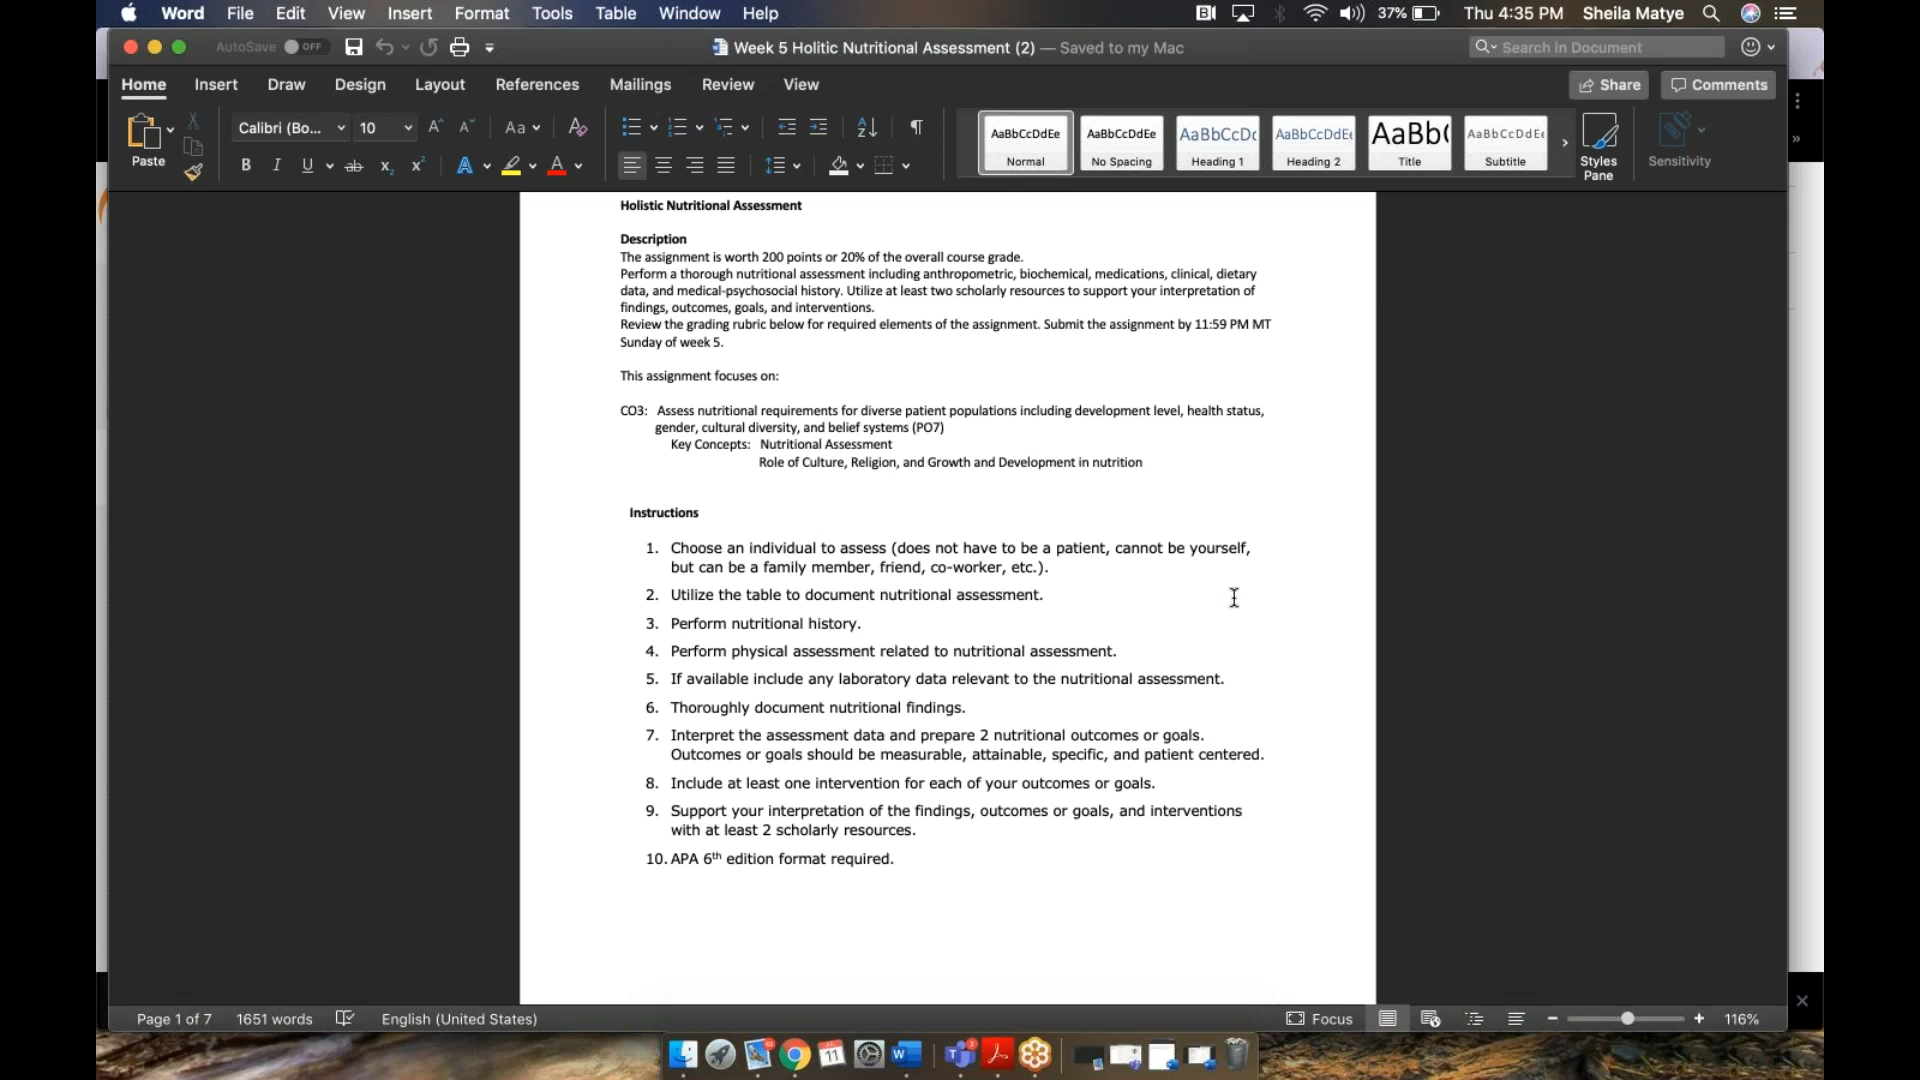 Word File Edit View Insert Format Tools Table Window Help 37% Thu 4:35 PM Sheila Matye
AutoSave OFF Week 5 Holitic Nutritional Assessment (2) — Saved to my Mac Search in Document
Home Insert Draw Design Layout References Mailings Review View Share Comments
Paste Calibri (Bo... 10 A A Aa A
B I U ab X₂ X² A A
AaBbCcDdEe AaBbCcDdEe AaBbCcDc AaBbCcDdEe AaBb( AaBbCcDdEe
Normal No Spacing Heading 1 Heading 2 Title Subtitle Styles Pane Sensitivity
Holistic Nutritional Assessment
Description
The assignment is worth 200 points or 20% of the overall course grade.
Perform a thorough nutritional assessment including anthropometric, biochemical, medications, clinical, dietary
data, and medical-psychosocial history. Utilize at least two scholarly resources to support your interpretation of
findings, outcomes, goals, and interventions.
Review the grading rubric below for required elements of the assignment. Submit the assignment by 11:59 PM MT
Sunday of week 5.
This assignment focuses on:
CO3: Assess nutritional requirements for diverse patient populations including development level, health status,
gender, cultural diversity, and belief systems (PO7)
Key Concepts: Nutritional Assessment
Role of Culture, Religion, and Growth and Development in nutrition
Instructions
1. Choose an individual to assess (does not have to be a patient, cannot be yourself,
but can be a family member, friend, co-worker, etc.).
2. Utilize the table to document nutritional assessment.
3. Perform nutritional history.
4. Perform physical assessment related to nutritional assessment.
5. If available include any laboratory data relevant to the nutritional assessment.
6. Thoroughly document nutritional findings.
7. Interpret the assessment data and prepare 2 nutritional outcomes or goals.
Outcomes or goals should be measurable, attainable, specific, and patient centered.
8. Include at least one intervention for each of your outcomes or goals.
9. Support your interpretation of the findings, outcomes or goals, and interventions
with at least 2 scholarly resources.
10. APA 6th edition format required.
Page 1 of 7 1651 words English (United States) Focus 116%
11